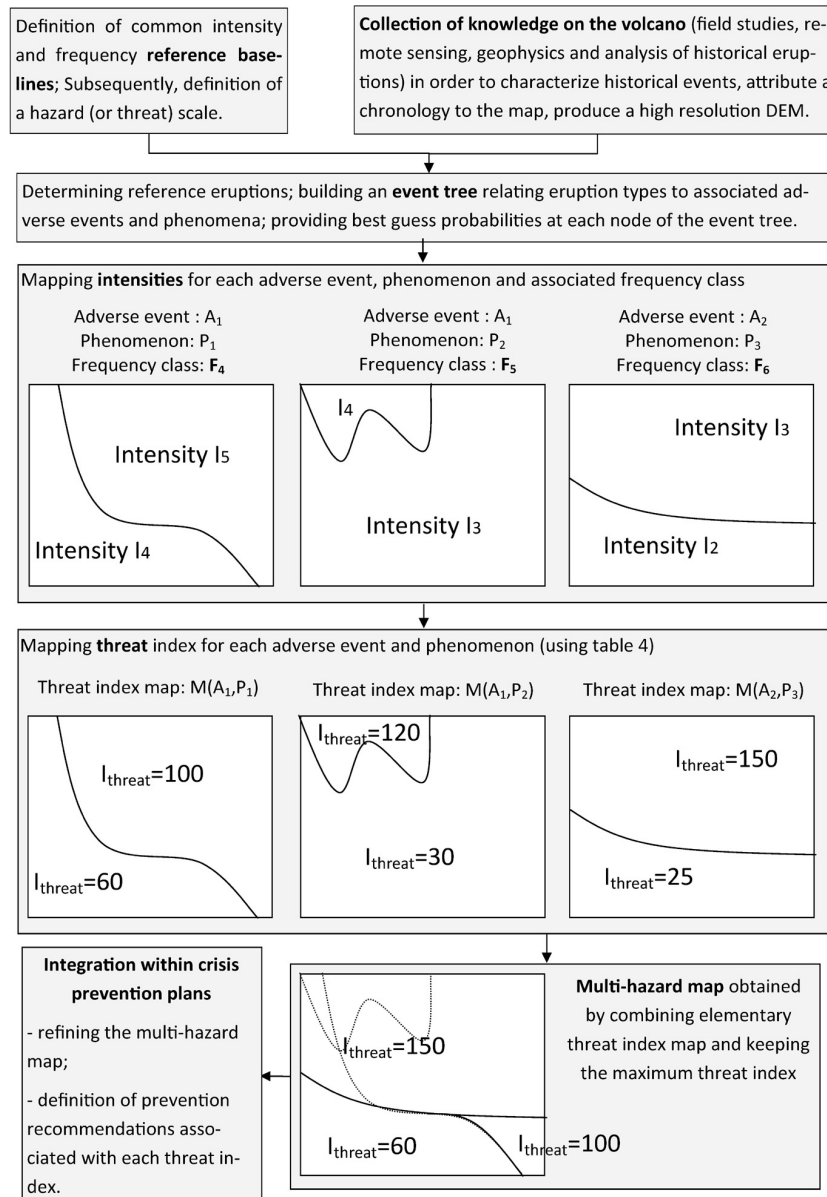 Definition of common intensity
and frequency reference base-
lines; Subsequently, definition of
a hazard (or threat) scale.
Collection of knowledge on the volcano (field studies, re-
mote sensing, geophysics and analysis of historical erup-
tions) in order to characterize historical events, attribute a
chronology to the map, produce a high resolution DEM.
Determining reference eruptions; building an event tree relating eruption types to associated ad-
verse events and phenomena; providing best guess probabilities at each node of the event tree.
Mapping intensities for each adverse event, phenomenon and associated frequency class
Adverse event : A1
Phenomenon: P1
Frequency class: F4
Adverse event : A1
Phenomenon: P2
Frequency class : F5
Adverse event : A2
Phenomenon: P3
Frequency class: F6
Intensity I5
Intensity I4
I4
Intensity I3
Intensity I3
Intensity I2
Mapping threat index for each adverse event and phenomenon (using table 4)
Threat index map: M(A1,P1)
Threat index map: M(A1,P2)
Threat index map: M(A2,P3)
Ithreat=100
Ithreat=60
Ithreat=120
Ithreat=30
Ithreat=150
Ithreat=25
Integration within crisis
prevention plans
- refining the multi-hazard
map;
- definition of prevention
recommendations asso-
ciated with each threat in-
dex.
Ithreat=150
Ithreat=60
Ithreat=100
Multi-hazard map obtained
by combining elementary
threat index map and keeping
the maximum threat index